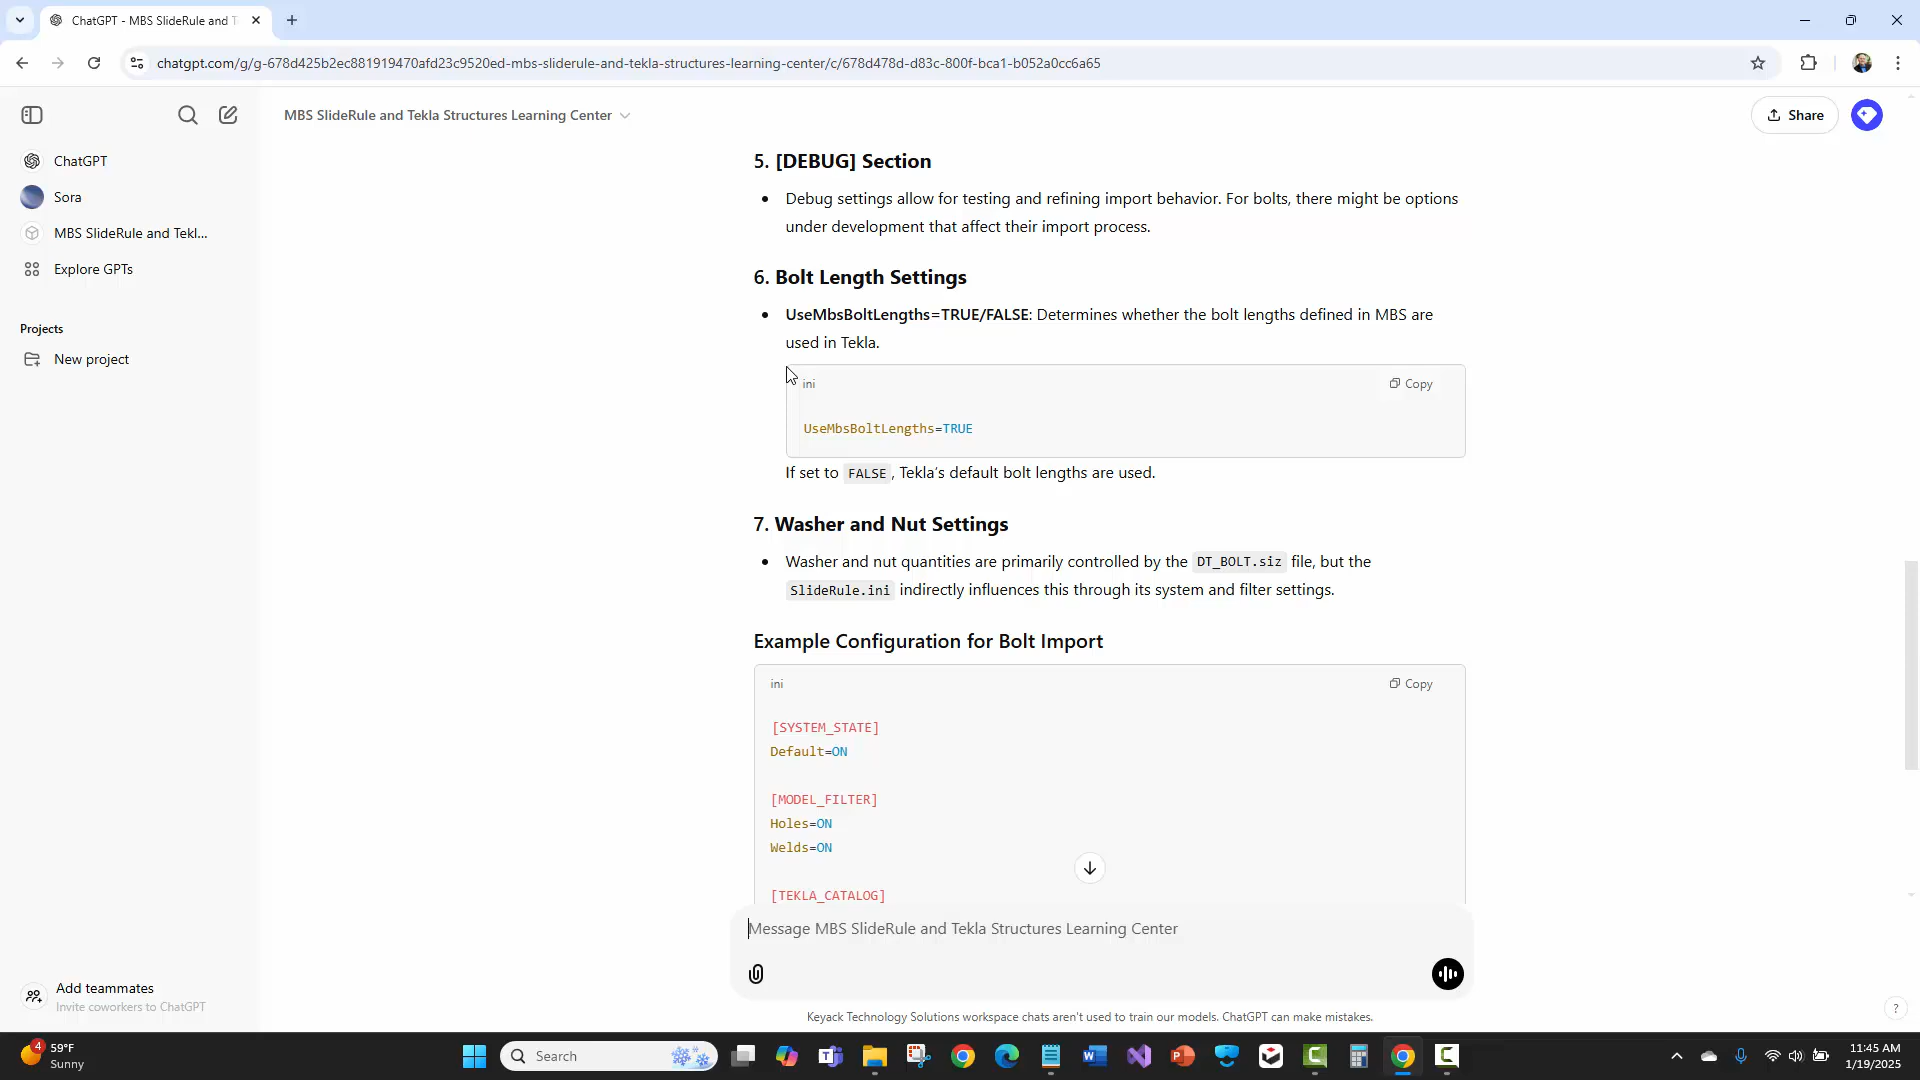 ChatGPT - MBS SlideRule and T
chatgpt.com/g/g-678d425b2ec881919470afd23c9520ed-mbs-sliderule-and-tekla-structures-learning-center/c/678d478d-d83c-800f-bca1-b052a0cc6a65
MBS SlideRule and Tekla Structures Learning Center
Share
ChatGPT
Sora
MBS SlideRule and Tekl...
Explore GPTs
Projects
New project
5. [DEBUG] Section
Debug settings allow for testing and refining import behavior. For bolts, there might be options
under development that affect their import process.
6. Bolt Length Settings
UseMbsBoltLengths=TRUE/FALSE: Determines whether the bolt lengths defined in MBS are
used in Tekla.
ini
Copy
UseMbsBoltLengths=TRUE
If set to FALSE, Tekla's default bolt lengths are used.
7. Washer and Nut Settings
Washer and nut quantities are primarily controlled by the DT_BOLT.siz file, but the
SlideRule.ini indirectly influences this through its system and filter settings.
Example Configuration for Bolt Import
ini
Copy
[SYSTEM_STATE]
Default=ON
[MODEL_FILTER]
Holes=ON
Welds=ON
[TEKLA_CATALOG]
Message MBS SlideRule and Tekla Structures Learning Center
Add teammates
Invite coworkers to ChatGPT
Keyack Technology Solutions workspace chats aren't used to train our models. ChatGPT can make mistakes.
?
4
59°F
Sunny
Search
11:45 AM
1/19/2025